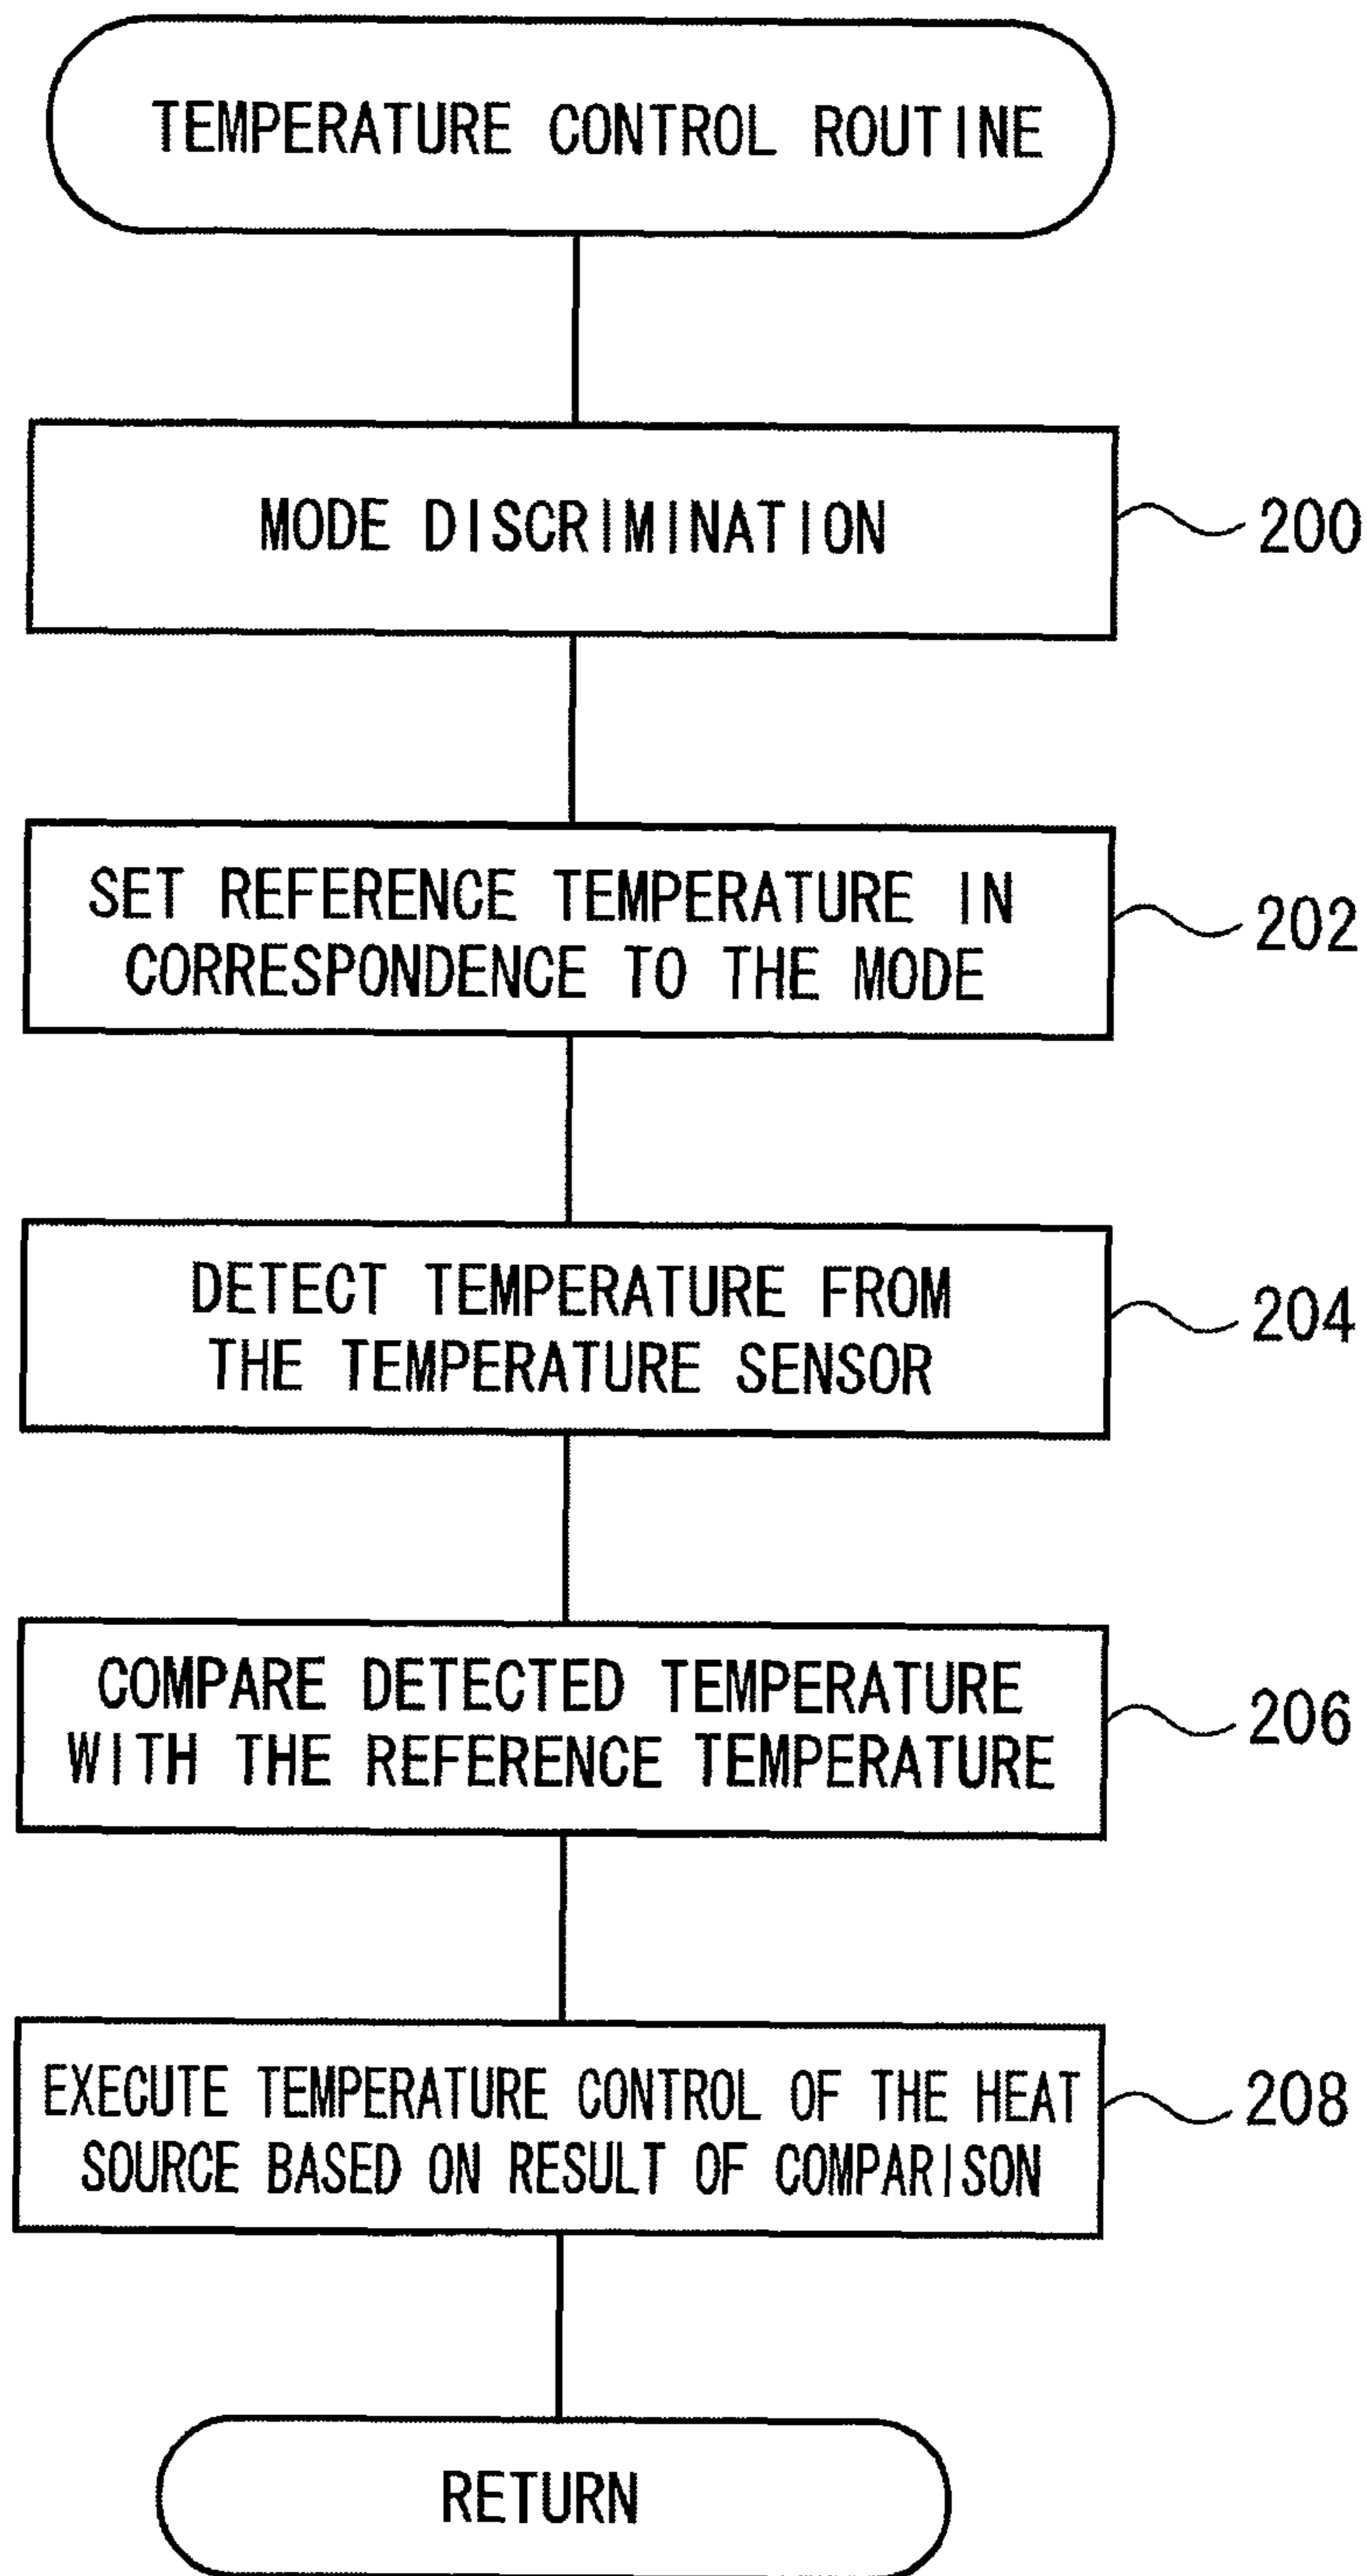 TEMPERATURE CONTROL ROUTINE
MODE DISCRIMINATION
200
SET REFERENCE TEMPERATURE IN
CORRESPONDENCE TO THE MODE
202
DETECT TEMPERATURE FROM
THE TEMPERATURE SENSOR
204
COMPARE DETECTED TEMPERATURE
WITH THE REFERENCE TEMPERATURE
206
EXECUTE TEMPERATURE CONTROL OF THE HEAT
SOURCE BASED ON RESULT OF COMPARISON
208
RETURN